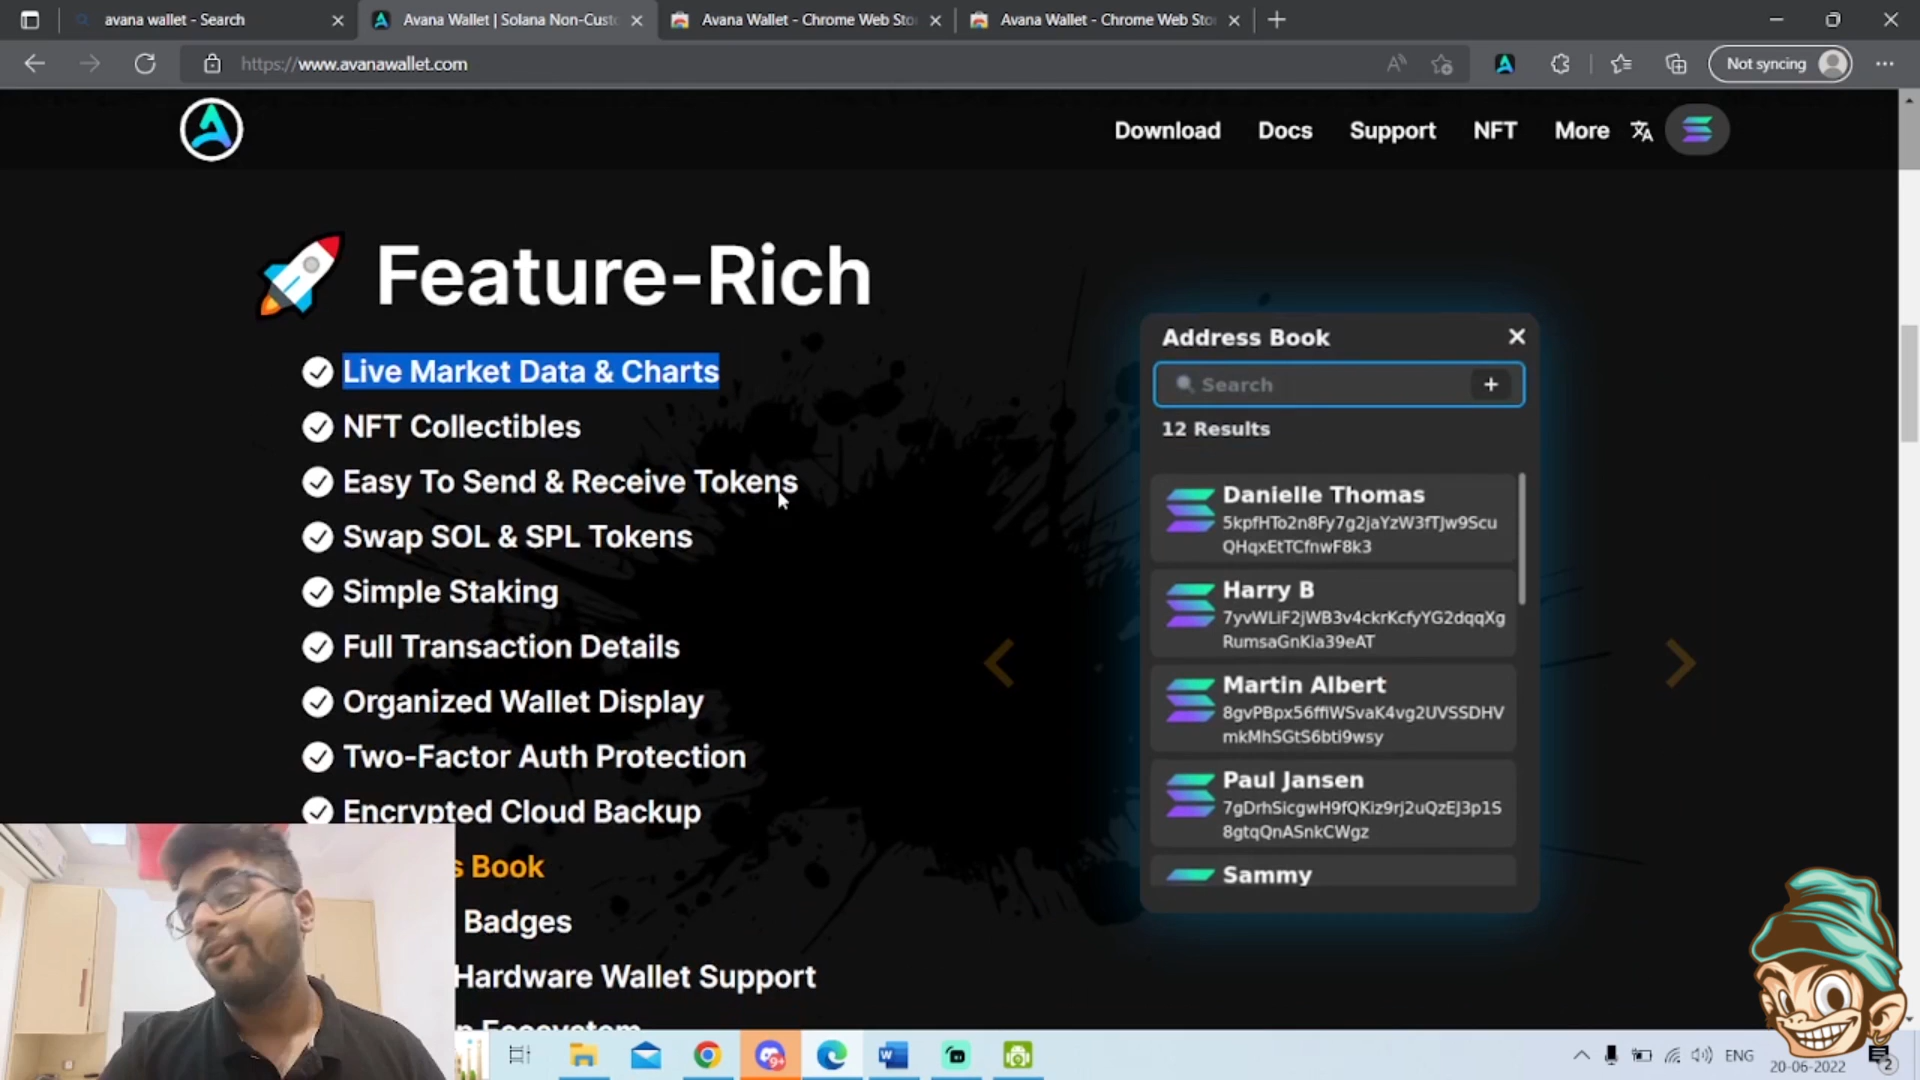 avana wallet - Search
Avana Wallet | Solana Non-Custo
Avana Wallet - Chrome Web Sto
Avana Wallet - Chrome Web Sto
https://www.avanawallet.com
Not syncing
Download
Docs
Support
NFT
More
Feature-Rich
Live Market Data & Charts
NFT Collectibles
Easy To Send & Receive Tokens
Swap SOL & SPL Tokens
Simple Staking
Full Transaction Details
Organized Wallet Display
Two-Factor Auth Protection
Encrypted Cloud Backup
s Book
Badges
Hardware Wallet Support
Ecosystem
Address Book
Search
12 Results
Danielle Thomas
5kpfHTo2n8Fy7g2jaYzW3fTJw9Scu
QHqxEtTCfnwF8k3
Harry B
7yvWLiF2jWB3v4ckrKcfyYG2dqqXg
RumsaGnKia39eAT
Martin Albert
8gvPBpx56ffiWSvaK4vg2UVSSDHV
mkMhSGtS6bti9wsy
Paul Jansen
7gDrhSicgwH9fQKiz9rj2uQzEJ3p1S
8gtqQnASnkCWgz
Sammy
9+
ENG
20-06-2022
2